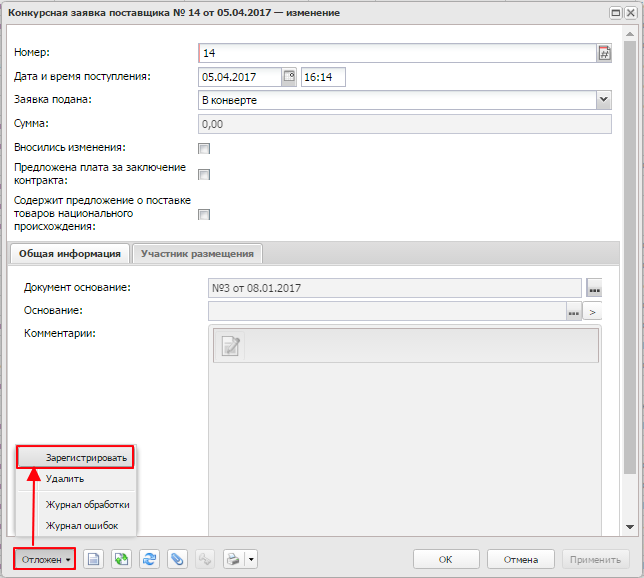 Конкурсная заявка поставщика № 14 от 05.04.2017 — изменение
Номер:
14
Дата и время поступления:
05.04.2017
16:14
Заявка подана:
В конверте
Сумма:
0,00
Вносились изменения:
Предложена плата за заключение
контракта:
Содержит предложение о поставке
товаров национального
происхождения:
Общая информация
Участник размещения
Документ основание:
№3 от 08.01.2017
...
Основание:
...
>
Комментарии:
Зарегистрировать
Удалить
Журнал обработки
Журнал ошибок
Отложен
ОК
Отмена
Применить